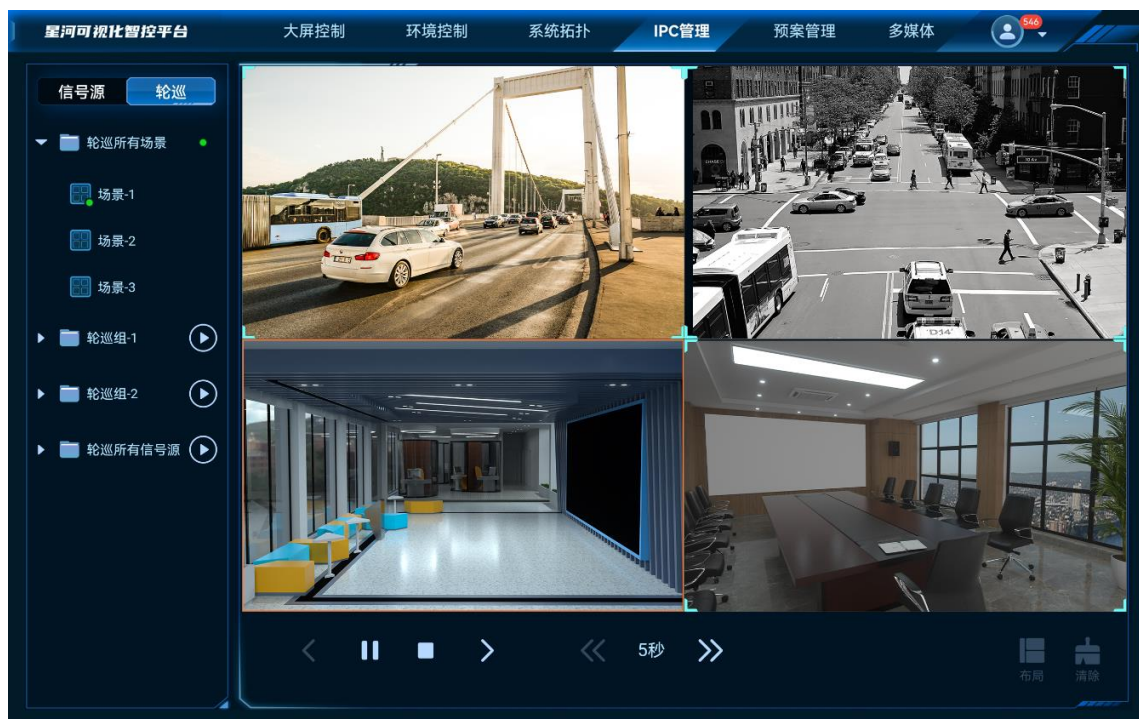 星河可视化智控平台
大屏控制
环境控制
系统拓扑
IPC管理
预案管理
多媒体
546
信号源
轮巡
轮巡所有场景
场景-1
场景-2
场景-3
轮巡组-1
轮巡组-2
轮巡所有信号源
5秒
布局
清除